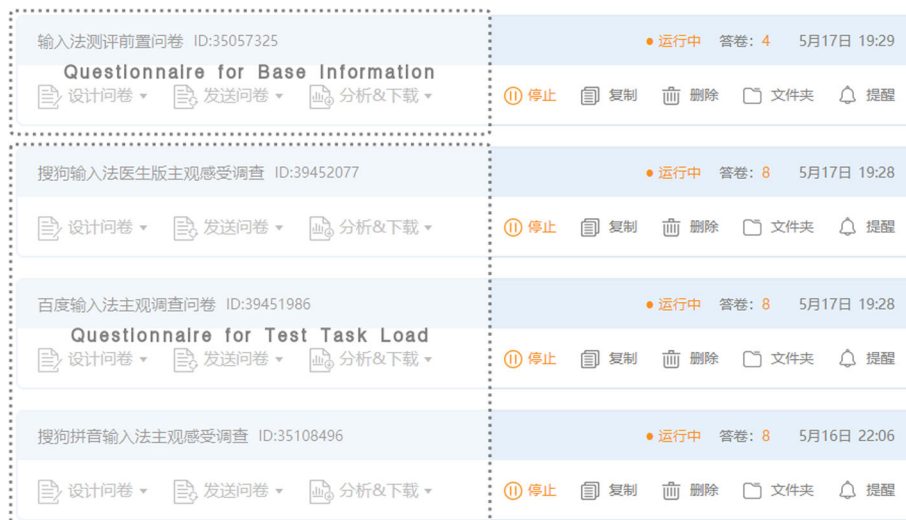 输入法测评前置问卷 ID:35057325 ●运行中 答卷：4 5月17日 19:29
Questionnaire for Base Information
设计问卷 发送问卷 分析&下载 停止 复制 删除 文件夹 提醒
搜狗输入法医生版主观感受调查 ID:39452077 ●运行中 答卷：8 5月17日 19:28
设计问卷 发送问卷 分析&下载 停止 复制 删除 文件夹 提醒
百度输入法主观调查问卷 ID:39451986 ●运行中 答卷：8 5月17日 19:28
Questionnaire for Test Task Load
设计问卷 发送问卷 分析&下载 停止 复制 删除 文件夹 提醒
搜狗拼音输入法主观感受调查 ID:35108496 ●运行中 答卷：8 5月16日 22:06
设计问卷 发送问卷 分析&下载 停止 复制 删除 文件夹 提醒